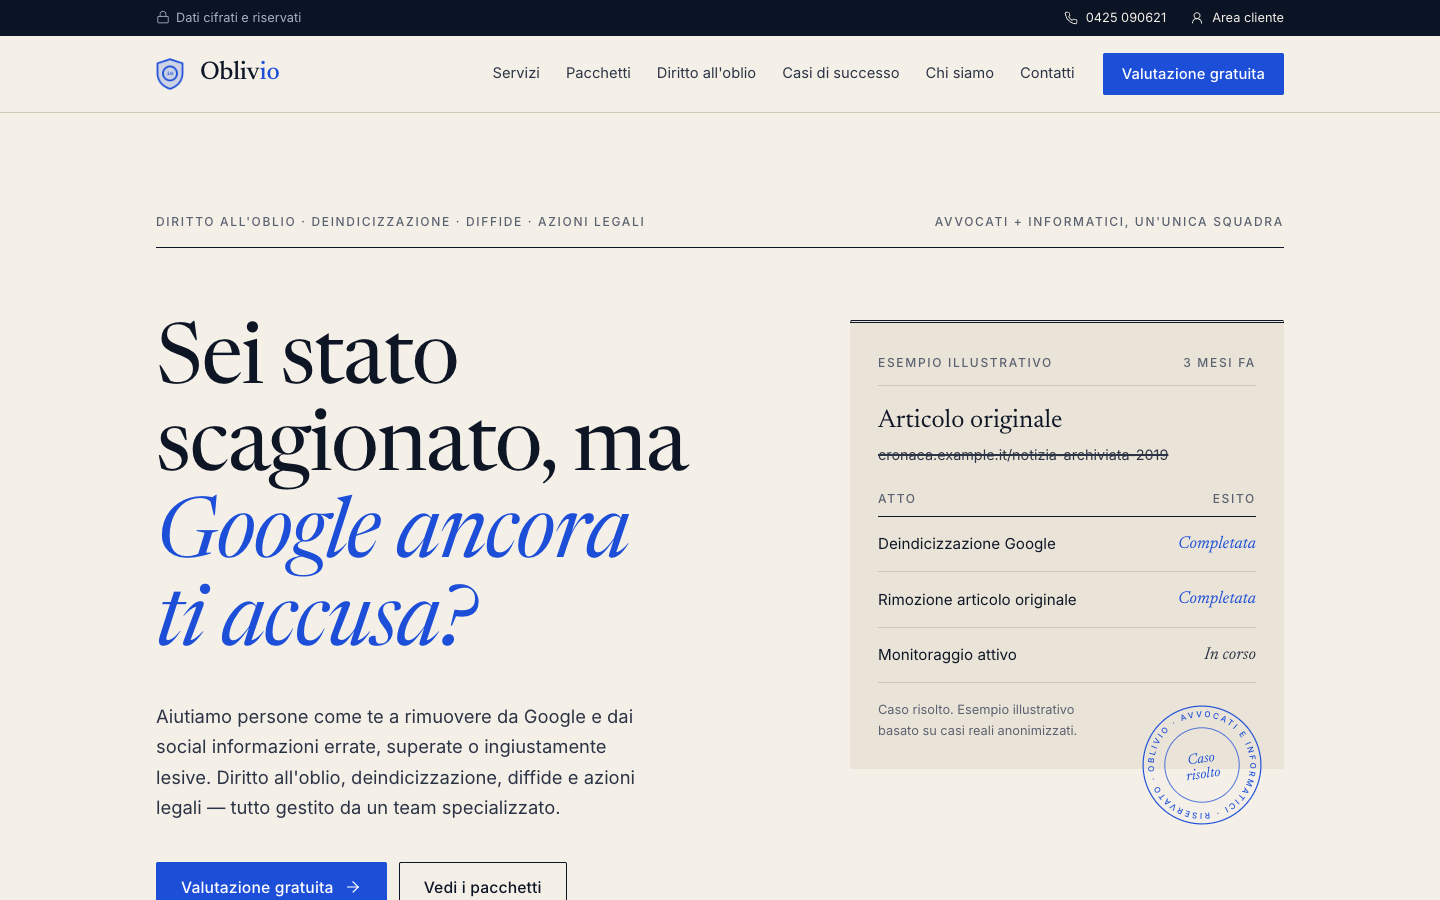 Dati cifrati e riservati
0425 090621
Area cliente
Oblivio
Servizi
Pacchetti
Diritto all'oblio
Casi di successo
Chi siamo
Contatti
Valutazione gratuita
DIRITTO ALL'OBLIO · DEINDICIZZAZIONE · DIFFIDE · AZIONI LEGALI
AVVOCATI + INFORMATICI, UN'UNICA SQUADRA
Sei stato
scagionato, ma
Google ancora
ti accusa?
Aiutiamo persone come te a rimuovere da Google e dai
social informazioni errate, superate o ingiustamente
lesive. Diritto all'oblio, deindicizzazione, diffide e azioni
legali — tutto gestito da un team specializzato.
Valutazione gratuita
Vedi i pacchetti
ESEMPIO ILLUSTRATIVO
3 MESI FA
Articolo originale
cronaca.example.it/notizia-archiviata-2019
ATTO
ESITO
Deindicizzazione Google
Completata
Rimozione articolo originale
Completata
Monitoraggio attivo
In corso
Caso risolto. Esempio illustrativo
basato su casi reali anonimizzati.
OBLIVIO · AVVOCATI E INFORMATICI · RISERVATO ·
Caso
risolto